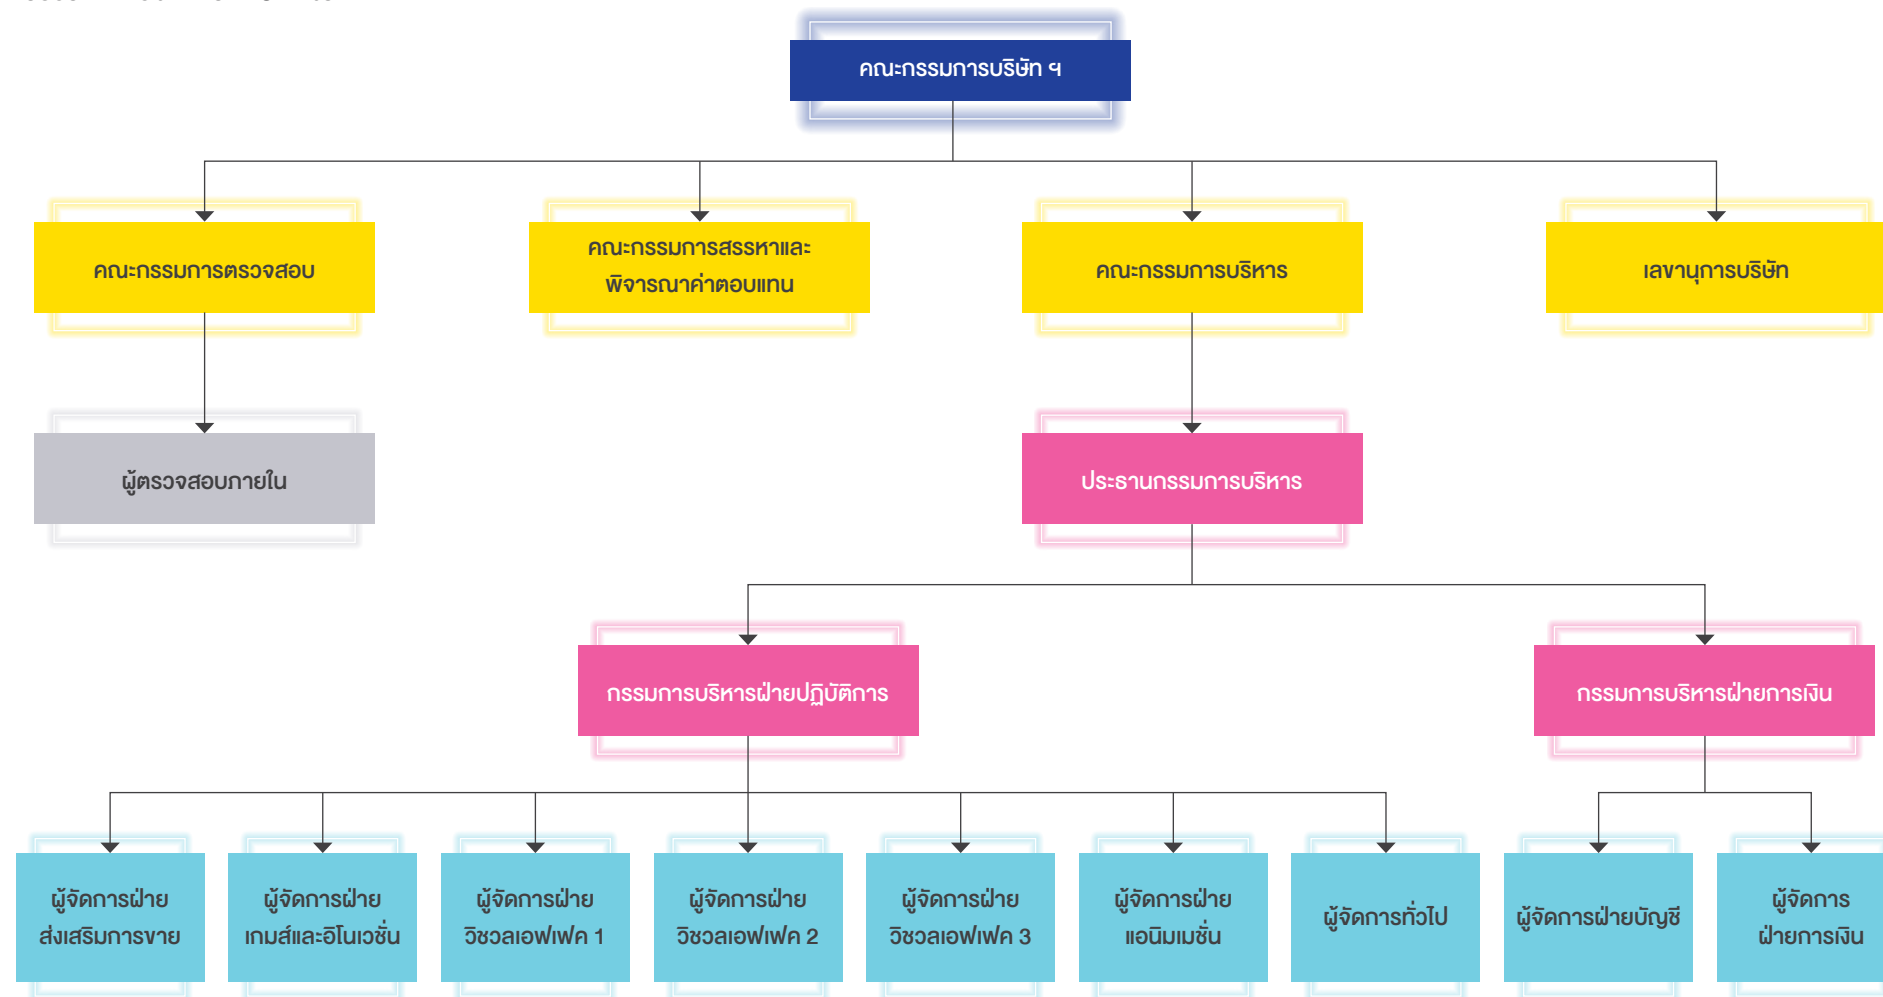 คณะกรรมการบริษัท ฯ
คณะกรรมการตรวจสอบ
คณะกรรมการสรรหาและ
พิจารณาค่าตอบแทน
คณะกรรมการบริหาร
เลขานุการบริษัท
ผู้ตรวจสอบภายใน
ประธานกรรมการบริหาร
กรรมการบริหารฝ่ายปฏิบัติการ
กรรมการบริหารฝ่ายการเงิน
ผู้จัดการฝ่าย
ส่งเสริมการขาย
ผู้จัดการฝ่าย
เกมส์และอิโนเวชั่น
ผู้จัดการฝ่าย
วิชวลเอฟเฟค 1
ผู้จัดการฝ่าย
วิชวลเอฟเฟค 2
ผู้จัดการฝ่าย
วิชวลเอฟเฟค 3
ผู้จัดการฝ่าย
แอนิมเมชั่น
ผู้จัดการทั่วไป
ผู้จัดการฝ่ายบัญชี
ผู้จัดการ
ฝ่ายการเงิน